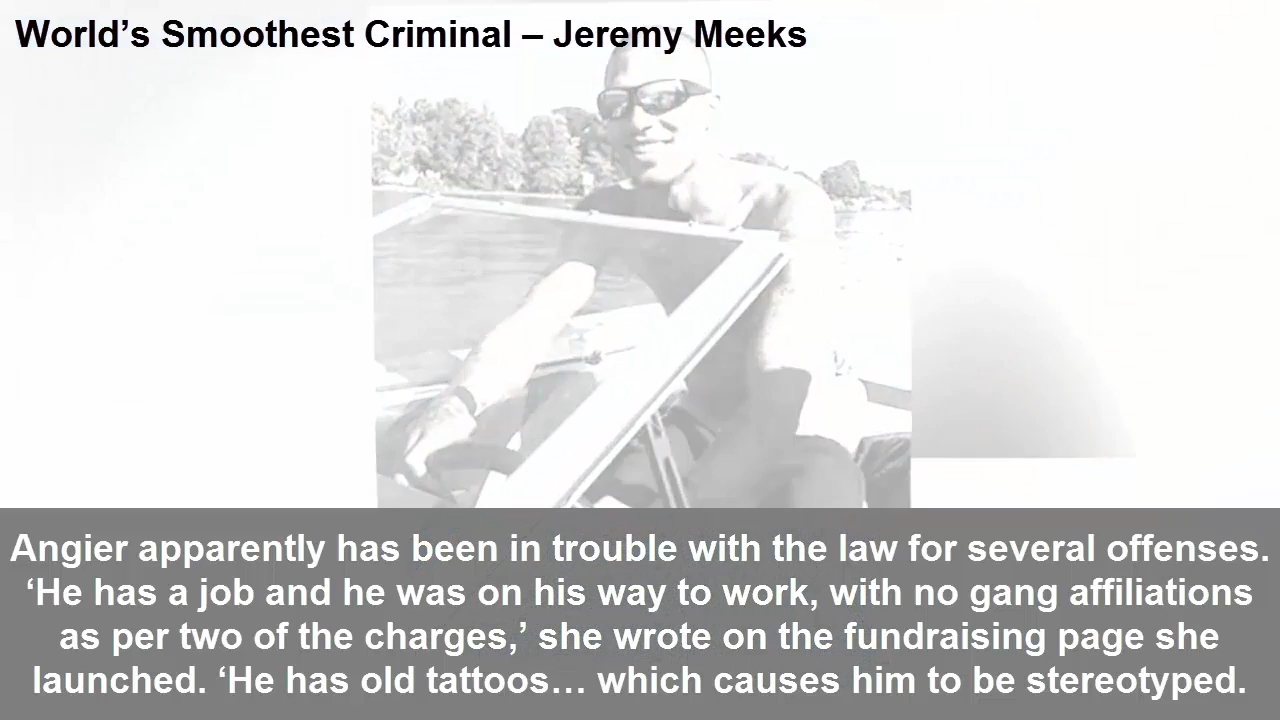 World’s Smoothest Criminal – Jeremy Meeks
Angier apparently has been in trouble with the law for several offenses.
‘He has a job and he was on his way to work, with no gang affiliations
as per two of the charges,’ she wrote on the fundraising page she
launched. ‘He has old tattoos… which causes him to be stereotyped.